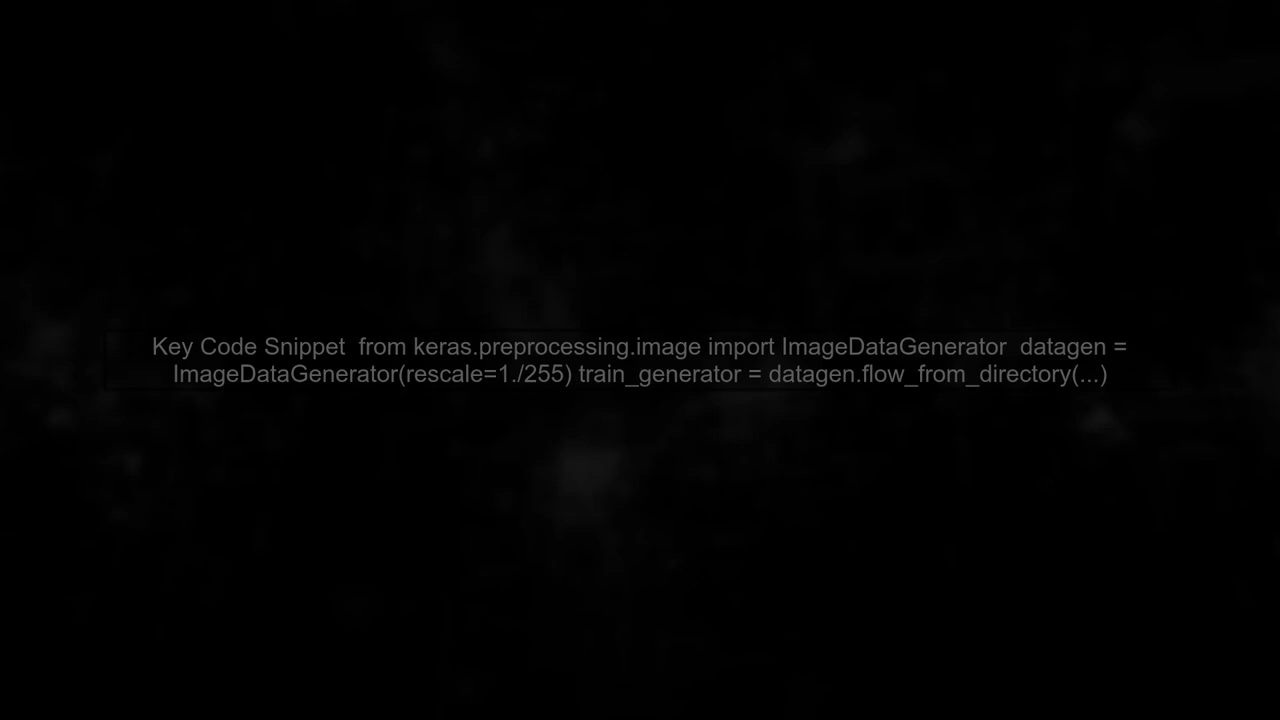 Key Code Snippet  from keras.preprocessing.image import ImageDataGenerator  datagen =
ImageDataGenerator(rescale=1./255) train_generator = datagen.flow_from_directory(...)